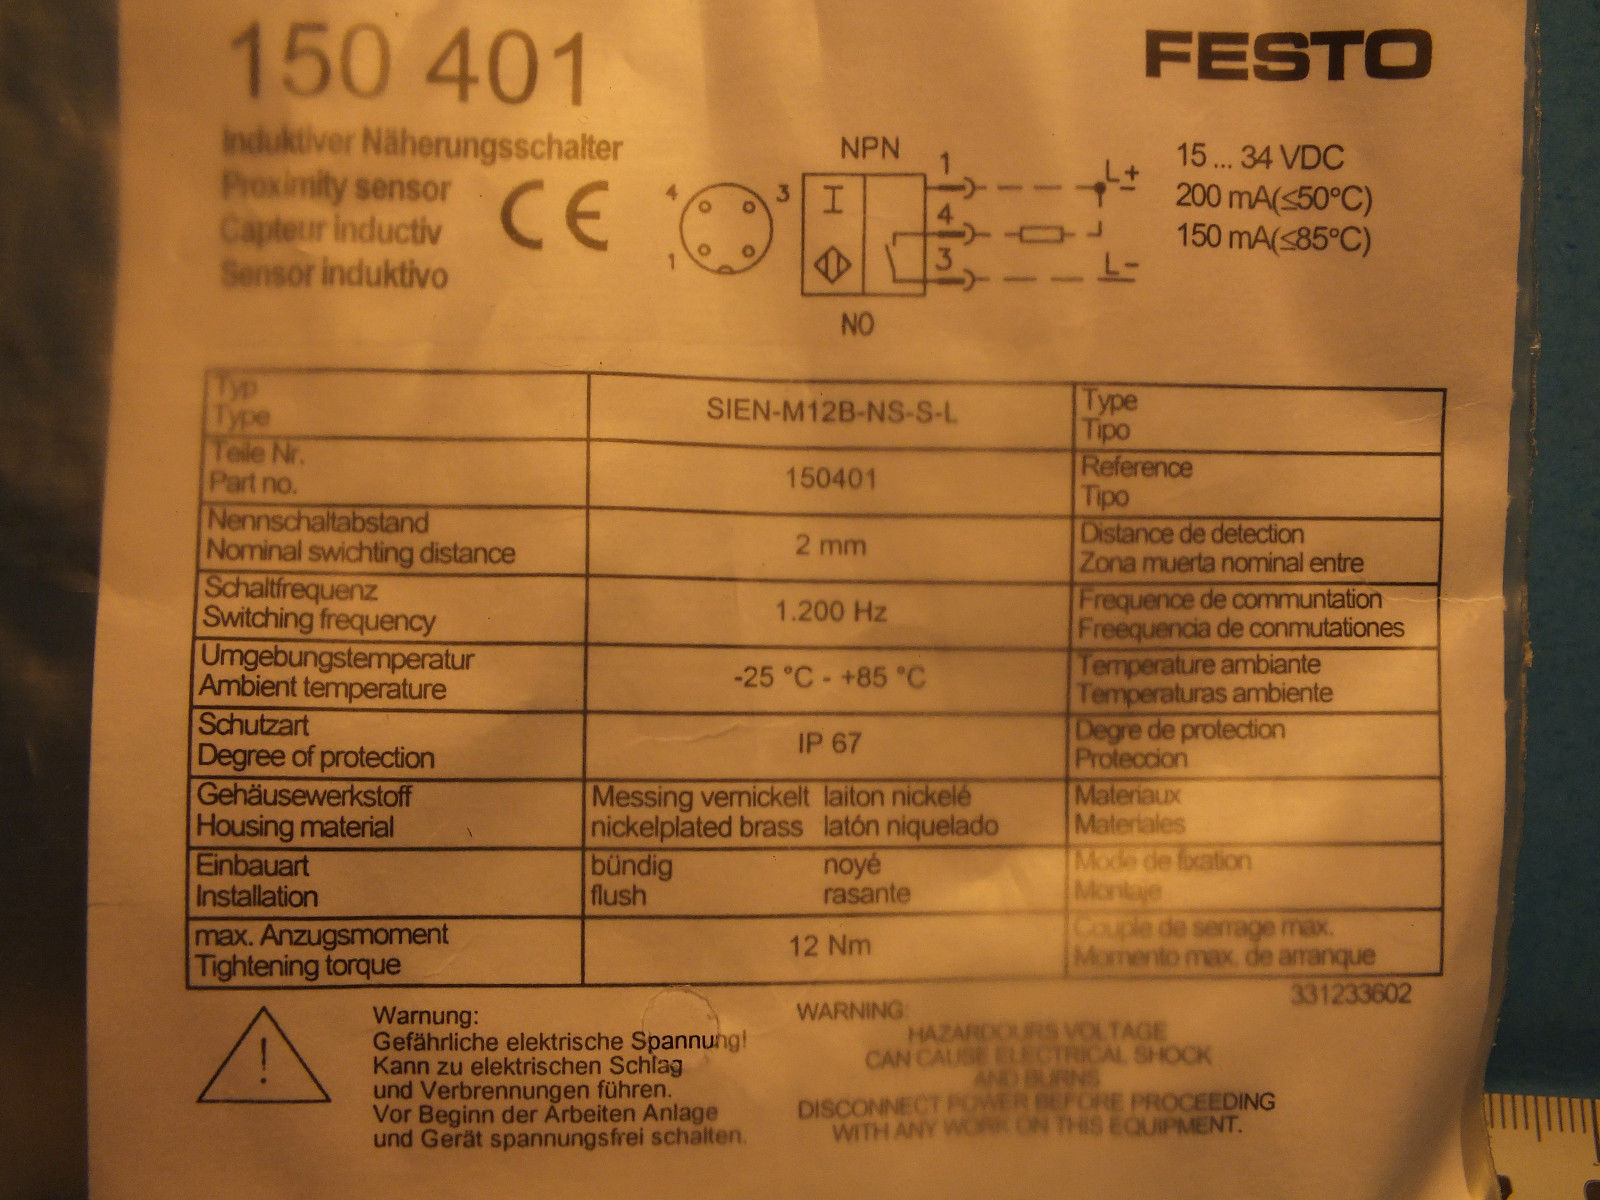 150 401
FESTO
Induktiver Näherungsschalter
Proximity sensor
Capteur inductiv
Sensor induktivo
CE
4 3
1
NPN
I
1
4
3
NO
L+
L-
15 ... 34 VDC
200 mA(≤50°C)
150 mA(≤85°C)
Typ
Type
SIEN-M12B-NS-S-L
Type
Tipo
Teile Nr.
Part no.
150401
Reference
Tipo
Nennschaltabstand
Nominal swichting distance
2 mm
Distance de detection
Zona muerta nominal entre
Schaltfrequenz
Switching frequency
1.200 Hz
Frequence de communtation
Freequencia de conmutationes
Umgebungstemperatur
Ambient temperature
-25 °C - +85 °C
Temperature ambiante
Temperaturas ambiente
Schutzart
Degree of protection
IP 67
Degre de protection
Proteccion
Gehäusewerkstoff
Housing material
Messing vernickelt laiton nickelé
nickelplated brass latón niquelado
Materiaux
Materiales
Einbauart
Installation
bündig noyé
flush rasante
Mode de fixation
Montaje
max. Anzugsmoment
Tightening torque
12 Nm
Couple de serrage max.
Momento max. de arranque
331233602
!
Warnung:
Gefährliche elektrische Spannung!
Kann zu elektrischen Schlag
und Verbrennungen führen.
Vor Beginn der Arbeiten Anlage
und Gerät spannungsfrei schalten.
WARNING:
HAZARDOURS VOLTAGE
CAN CAUSE ELECTRICAL SHOCK
AND BURNS
DISCONNECT POWER BEFORE PROCEEDING
WITH ANY WORK ON THIS EQUIPMENT.